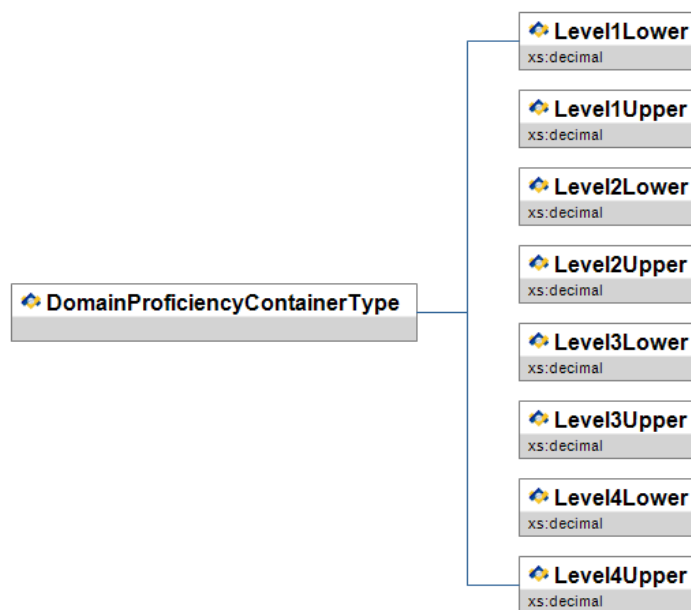 Level1Lower
xs:decimal
Level1Upper
xs:decimal
Level2Lower
xs:decimal
Level2Upper
xs:decimal
DomainProficiencyContainerType
Level3Lower
xs:decimal
Level3Upper
xs:decimal
Level4Lower
xs:decimal
Level4Upper
xs:decimal